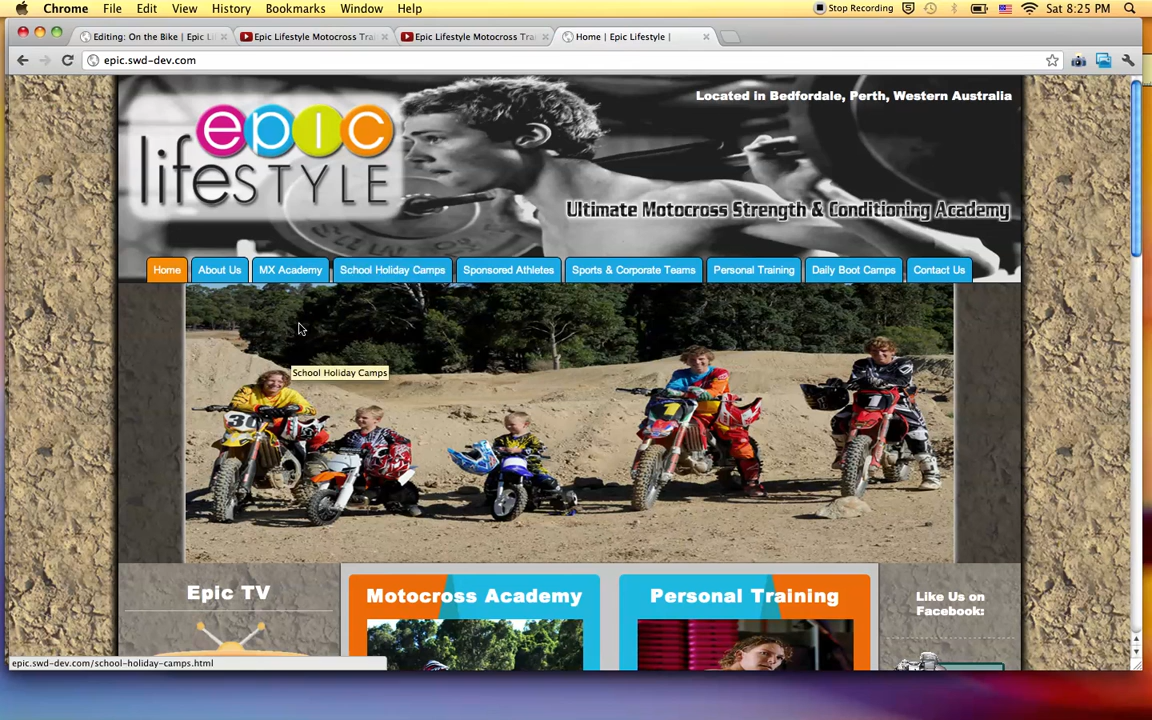 Chrome File Edit View History Bookmarks Window Help Stop Recording Sat 8:25 PM
Editing: On the Bike | Epic Li Epic Lifestyle Motocross Trai Epic Lifestyle Motocross Trai Home | Epic Lifestyle |
epic.swd-dev.com
Located in Bedfordale, Perth, Western Australia
epic
lifeSTYLE
Ultimate Motocross Strength & Conditioning Academy
Home About Us MX Academy School Holiday Camps Sponsored Athletes Sports & Corporate Teams Personal Training Daily Boot Camps Contact Us
School Holiday Camps
Epic TV
Motocross Academy
Personal Training
Like Us on
Facebook:
epic.swd-dev.com/school-holiday-camps.html